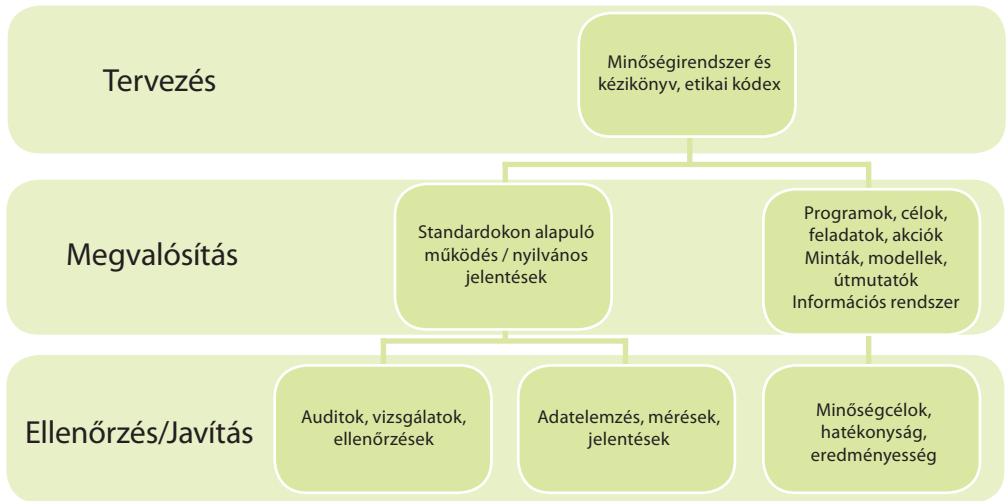 Tervezés
Minőségirendszer és
kézikönyv, etikai kódex
Megvalósítás
Standardokon alapuló
működés / nyilvános
jelentések
Programok, célok,
feladatok, akciók
Minták, modellek,
útmutatók
Információs rendszer
Ellenőrzés/Javítás
Auditok, vizsgálatok,
ellenőrzések
Adatelemzés, mérések,
jelentések
Minőségcélok,
hatékonyság,
eredményesség